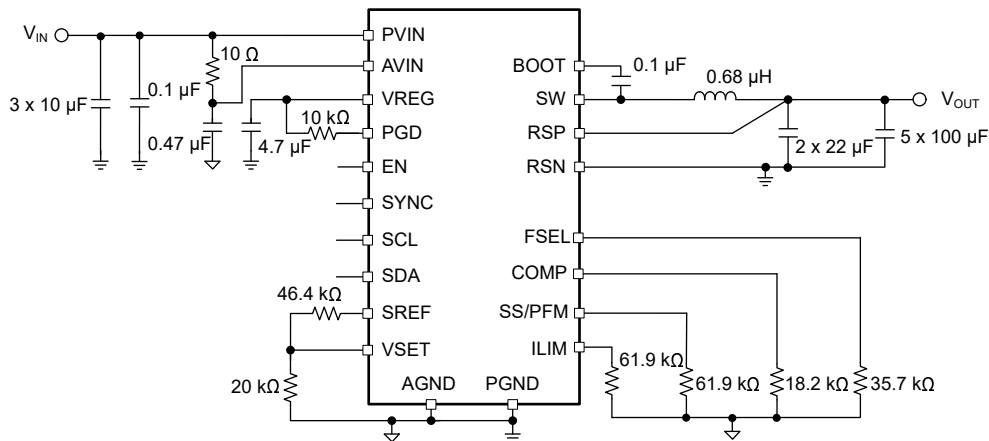 V_IN
3 x 10 µF
0.1 µF
10 Ω
0.47 µF
4.7 µF
10 kΩ
PVIN
AVIN
VREG
PGD
EN
SYNC
SCL
SDA
SREF
VSET
46.4 kΩ
20 kΩ
AGND
PGND
BOOT
SW
RSP
RSN
FSEL
COMP
SS/PFM
ILIM
0.1 µF
0.68 µH
V_OUT
2 x 22 µF
5 x 100 µF
61.9 kΩ
61.9 kΩ
18.2 kΩ
35.7 kΩ